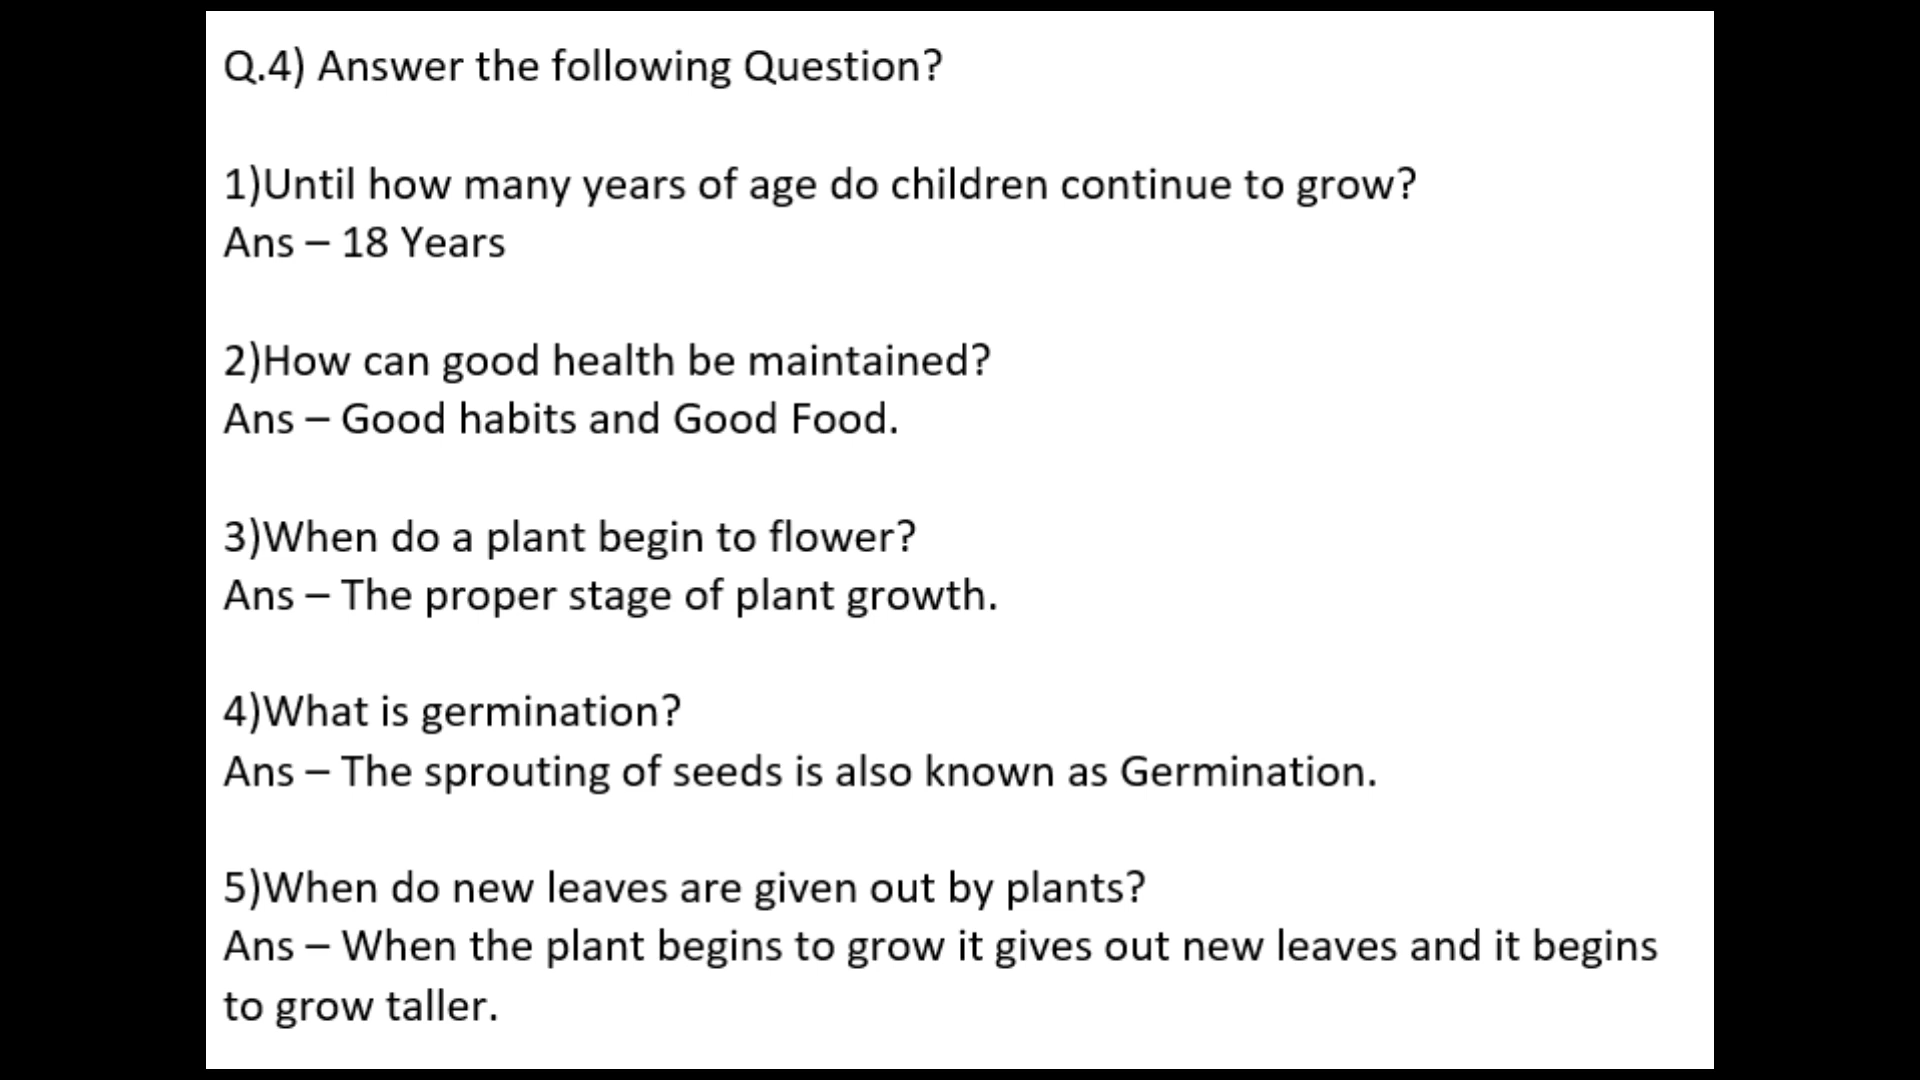 Q.4) Answer the following Question?
1)Until how many years of age do children continue to grow?
Ans – 18 Years
2)How can good health be maintained?
Ans – Good habits and Good Food.
3)When do a plant begin to flower?
Ans – The proper stage of plant growth.
4)What is germination?
Ans – The sprouting of seeds is also known as Germination.
5)When do new leaves are given out by plants?
Ans – When the plant begins to grow it gives out new leaves and it begins
to grow taller.